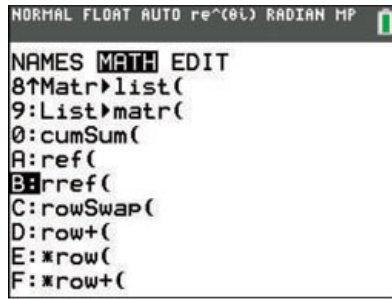 NORMAL FLOAT AUTO re^(θi) RADIAN MP
NAMES MATH EDIT
8↑Matr▸list(
9:List▸matr(
0:cumSum(
A:ref(
B:rref(
C:rowSwap(
D:row+(
E:*row(
F:*row+(